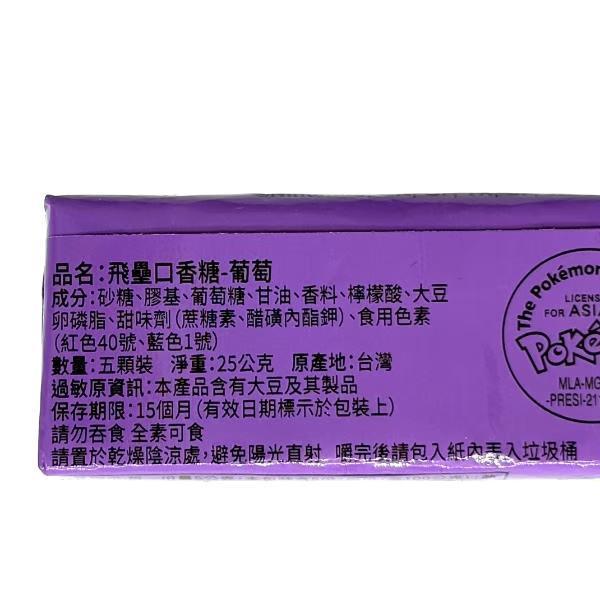 品名:飛壘口香糖-葡萄
成分:砂糖、膠基、葡萄糖、甘油、香料、檸檬酸、大豆
卵磷脂、甜味劑(蔗糖素、醋磺內酯鉀)、食用色素
(紅色40號、藍色1號)
數量:五顆裝 淨重:25公克 原產地:台灣
過敏原資訊:本產品含有大豆及其製品
保存期限:15個月(有效日期標示於包裝上)
請勿吞食 全素可食
請置於乾燥陰涼處,避免陽光直射 嚼完後請包入紙內丟入垃圾桶
The Pokémon
LICENS
FOR ASIA
Poké
MLA-MG
-PRESI-211